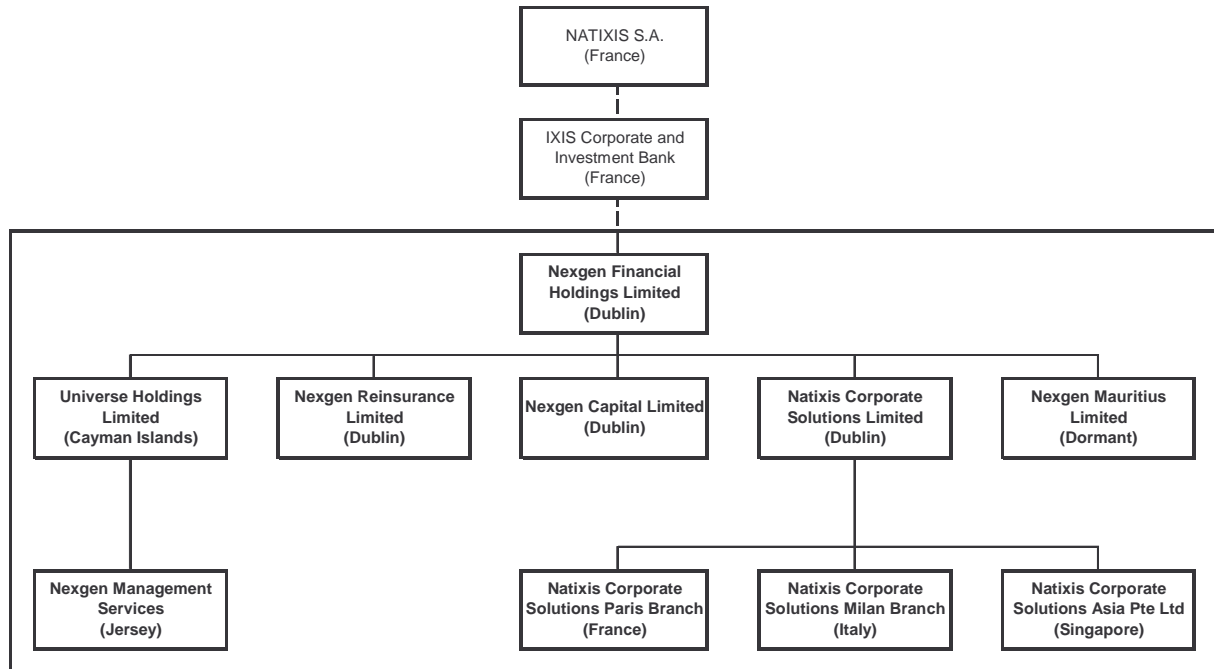 NATIXIS S.A.
(France)
IXIS Corporate and
Investment Bank
(France)
Nexgen Financial
Holdings Limited
(Dublin)
Universe Holdings
Limited
(Cayman Islands)
Nexgen Reinsurance
Limited
(Dublin)
Nexgen Capital Limited
(Dublin)
Natixis Corporate
Solutions Limited
(Dublin)
Nexgen Mauritius
Limited
(Dormant)
Nexgen Management
Services
(Jersey)
Natixis Corporate
Solutions Paris Branch
(France)
Natixis Corporate
Solutions Milan Branch
(Italy)
Natixis Corporate
Solutions Asia Pte Ltd
(Singapore)